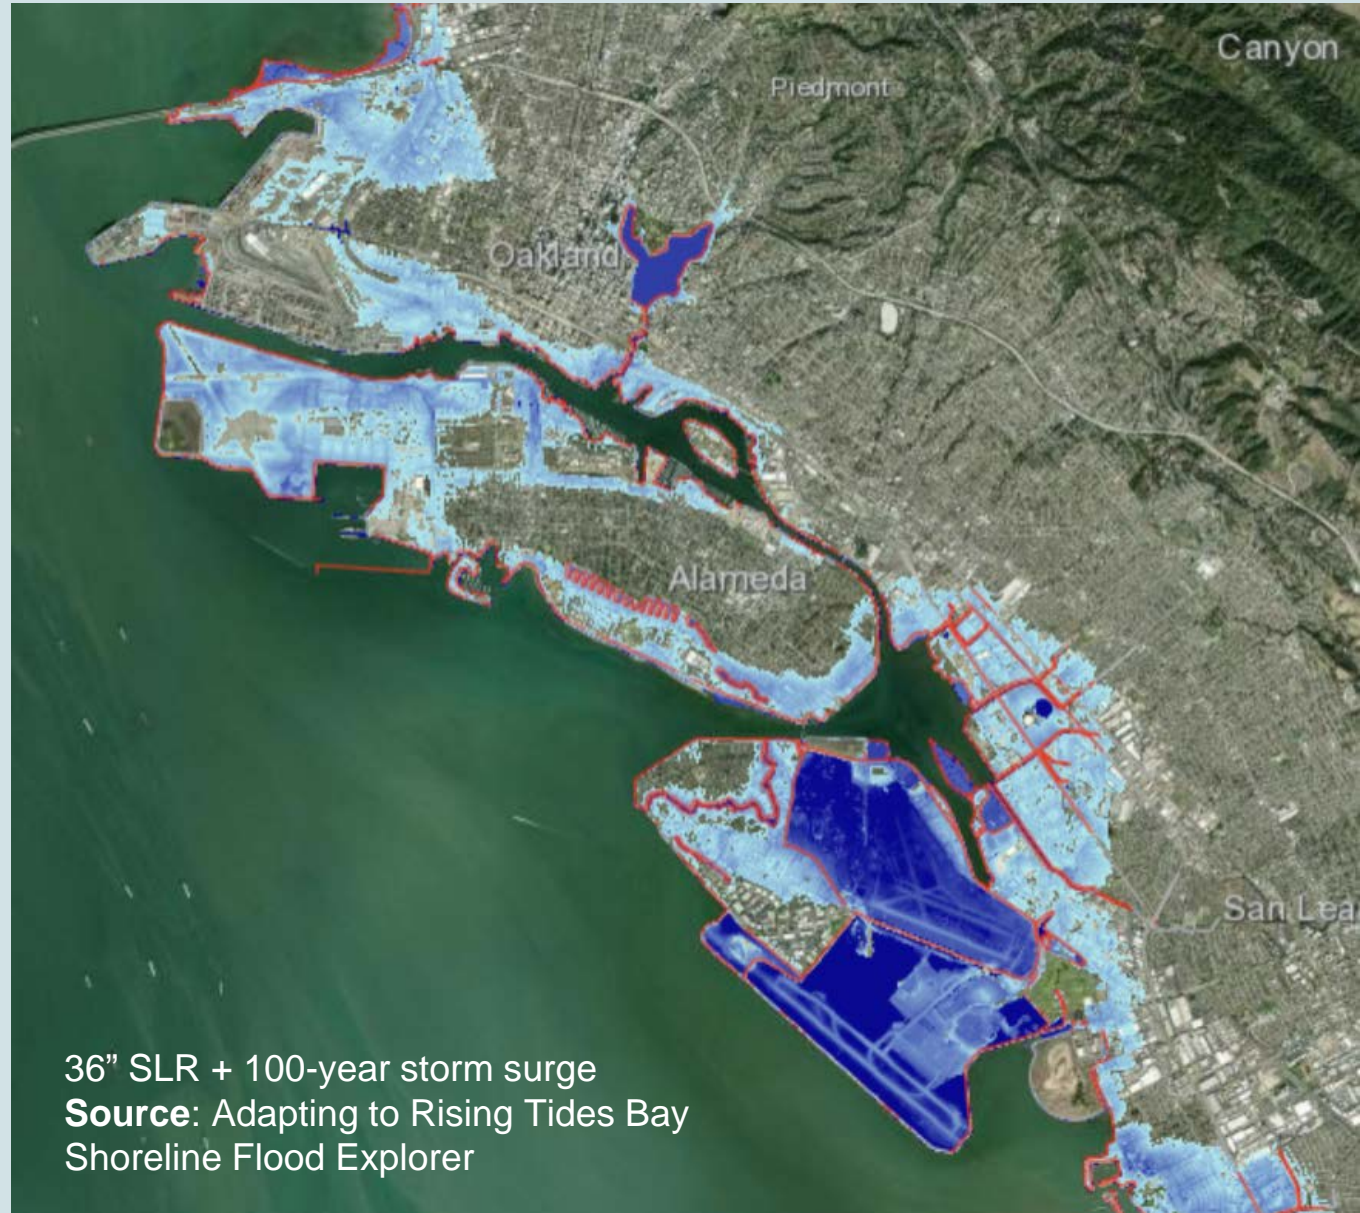 Canyon
Piedmont
Oakland
Alameda
San Lea
36” SLR + 100-year storm surge
Source: Adapting to Rising Tides Bay
Shoreline Flood Explorer